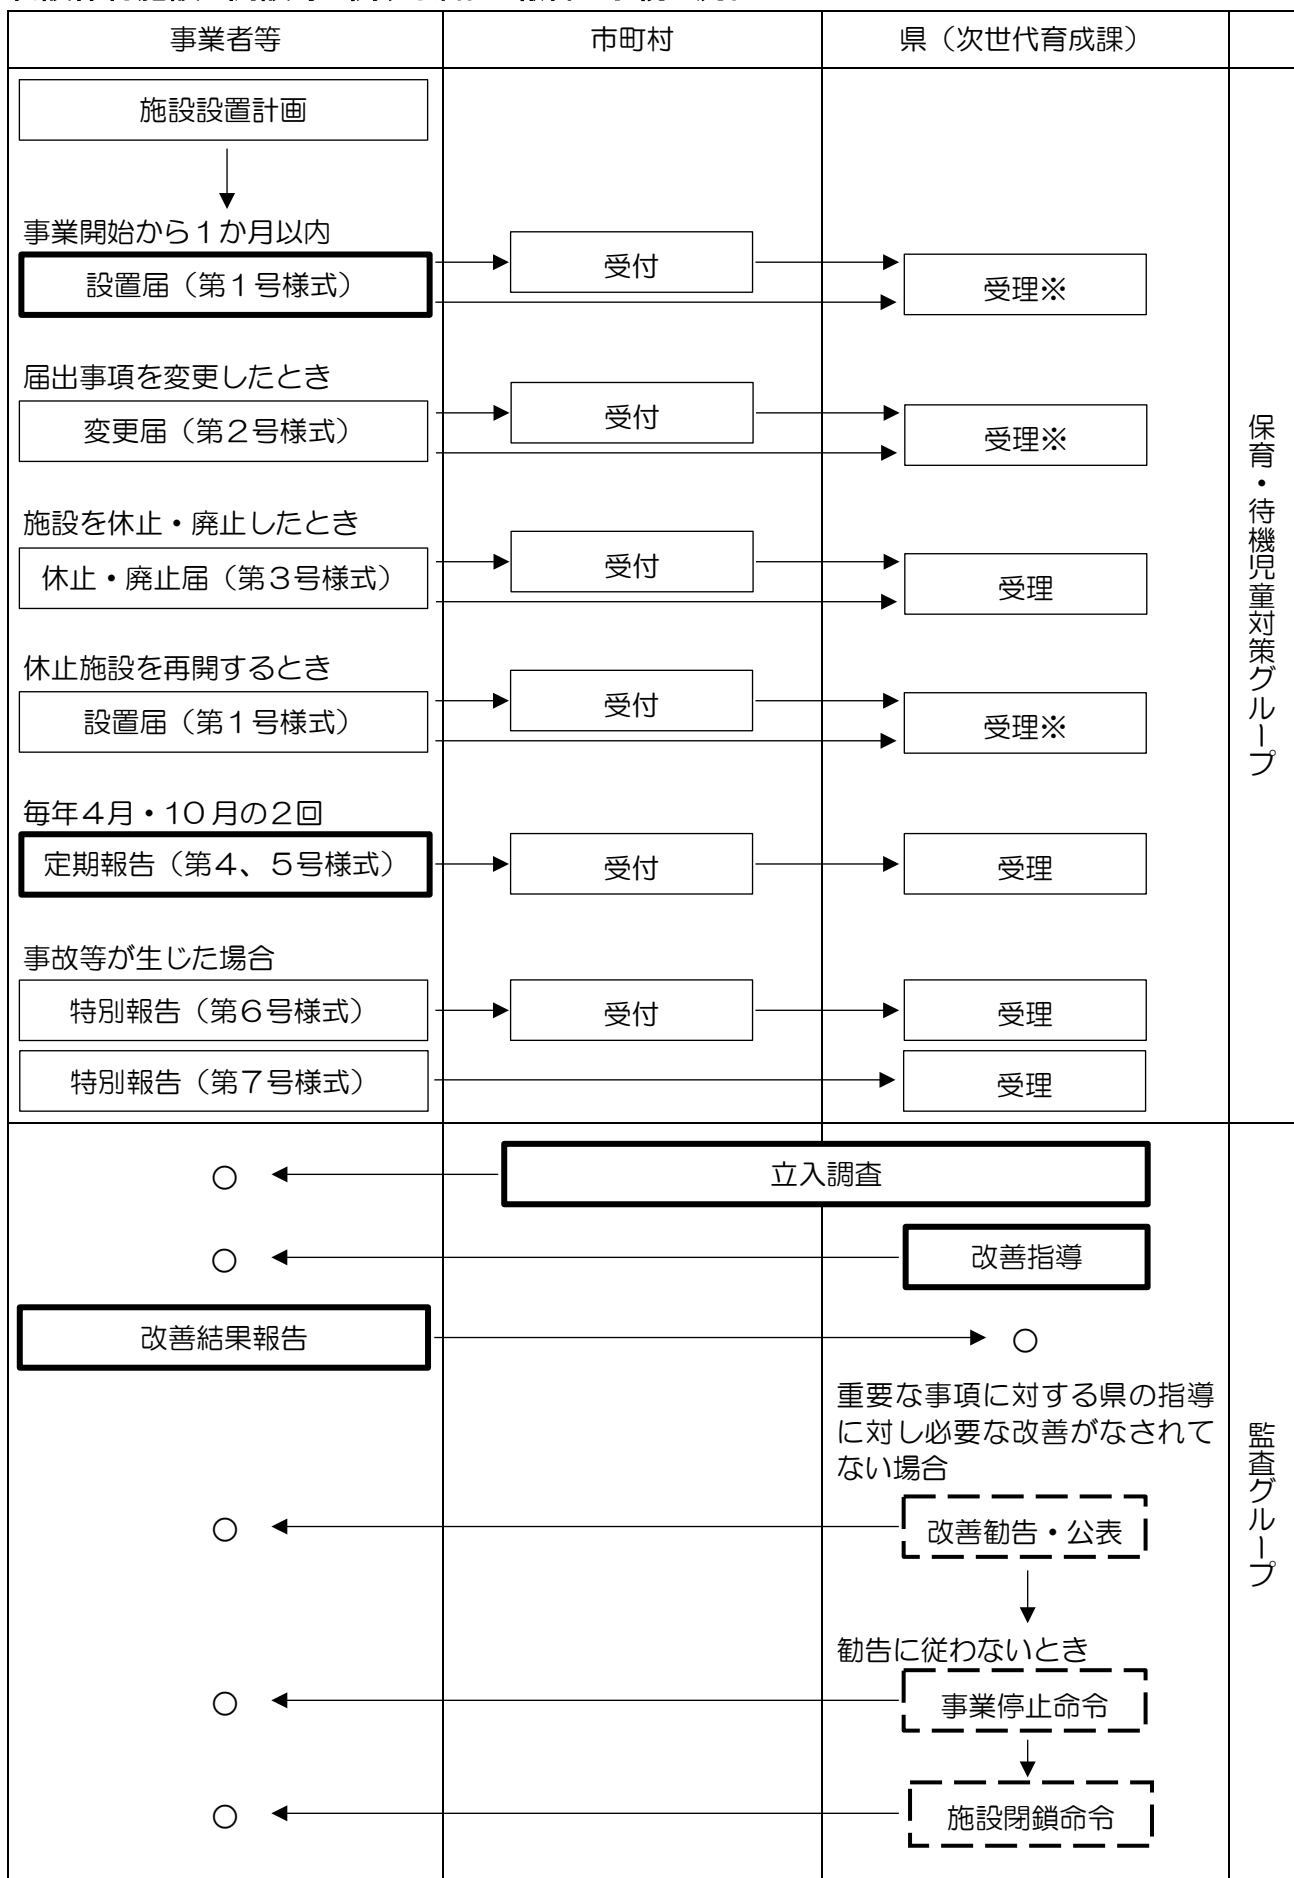 事業者等
市町村
県（次世代育成課）
施設設置計画
事業開始から１か月以内
設置届（第１号様式）
受付
受理※
届出事項を変更したとき
変更届（第２号様式）
受付
受理※
施設を休止・廃止したとき
休止・廃止届（第３号様式）
受付
受理
休止施設を再開するとき
設置届（第１号様式）
受付
受理※
毎年４月・10月の２回
定期報告（第４、５号様式）
受付
受理
事故等が生じた場合
特別報告（第６号様式）
受付
受理
特別報告（第７号様式）
受理
保育・待機児童対策グループ
○
立入調査
○
改善指導
改善結果報告
○
重要な事項に対する県の指導
に対し必要な改善がなされて
ない場合
○
改善勧告・公表
勧告に従わないとき
○
事業停止命令
○
施設閉鎖命令
監査グループ